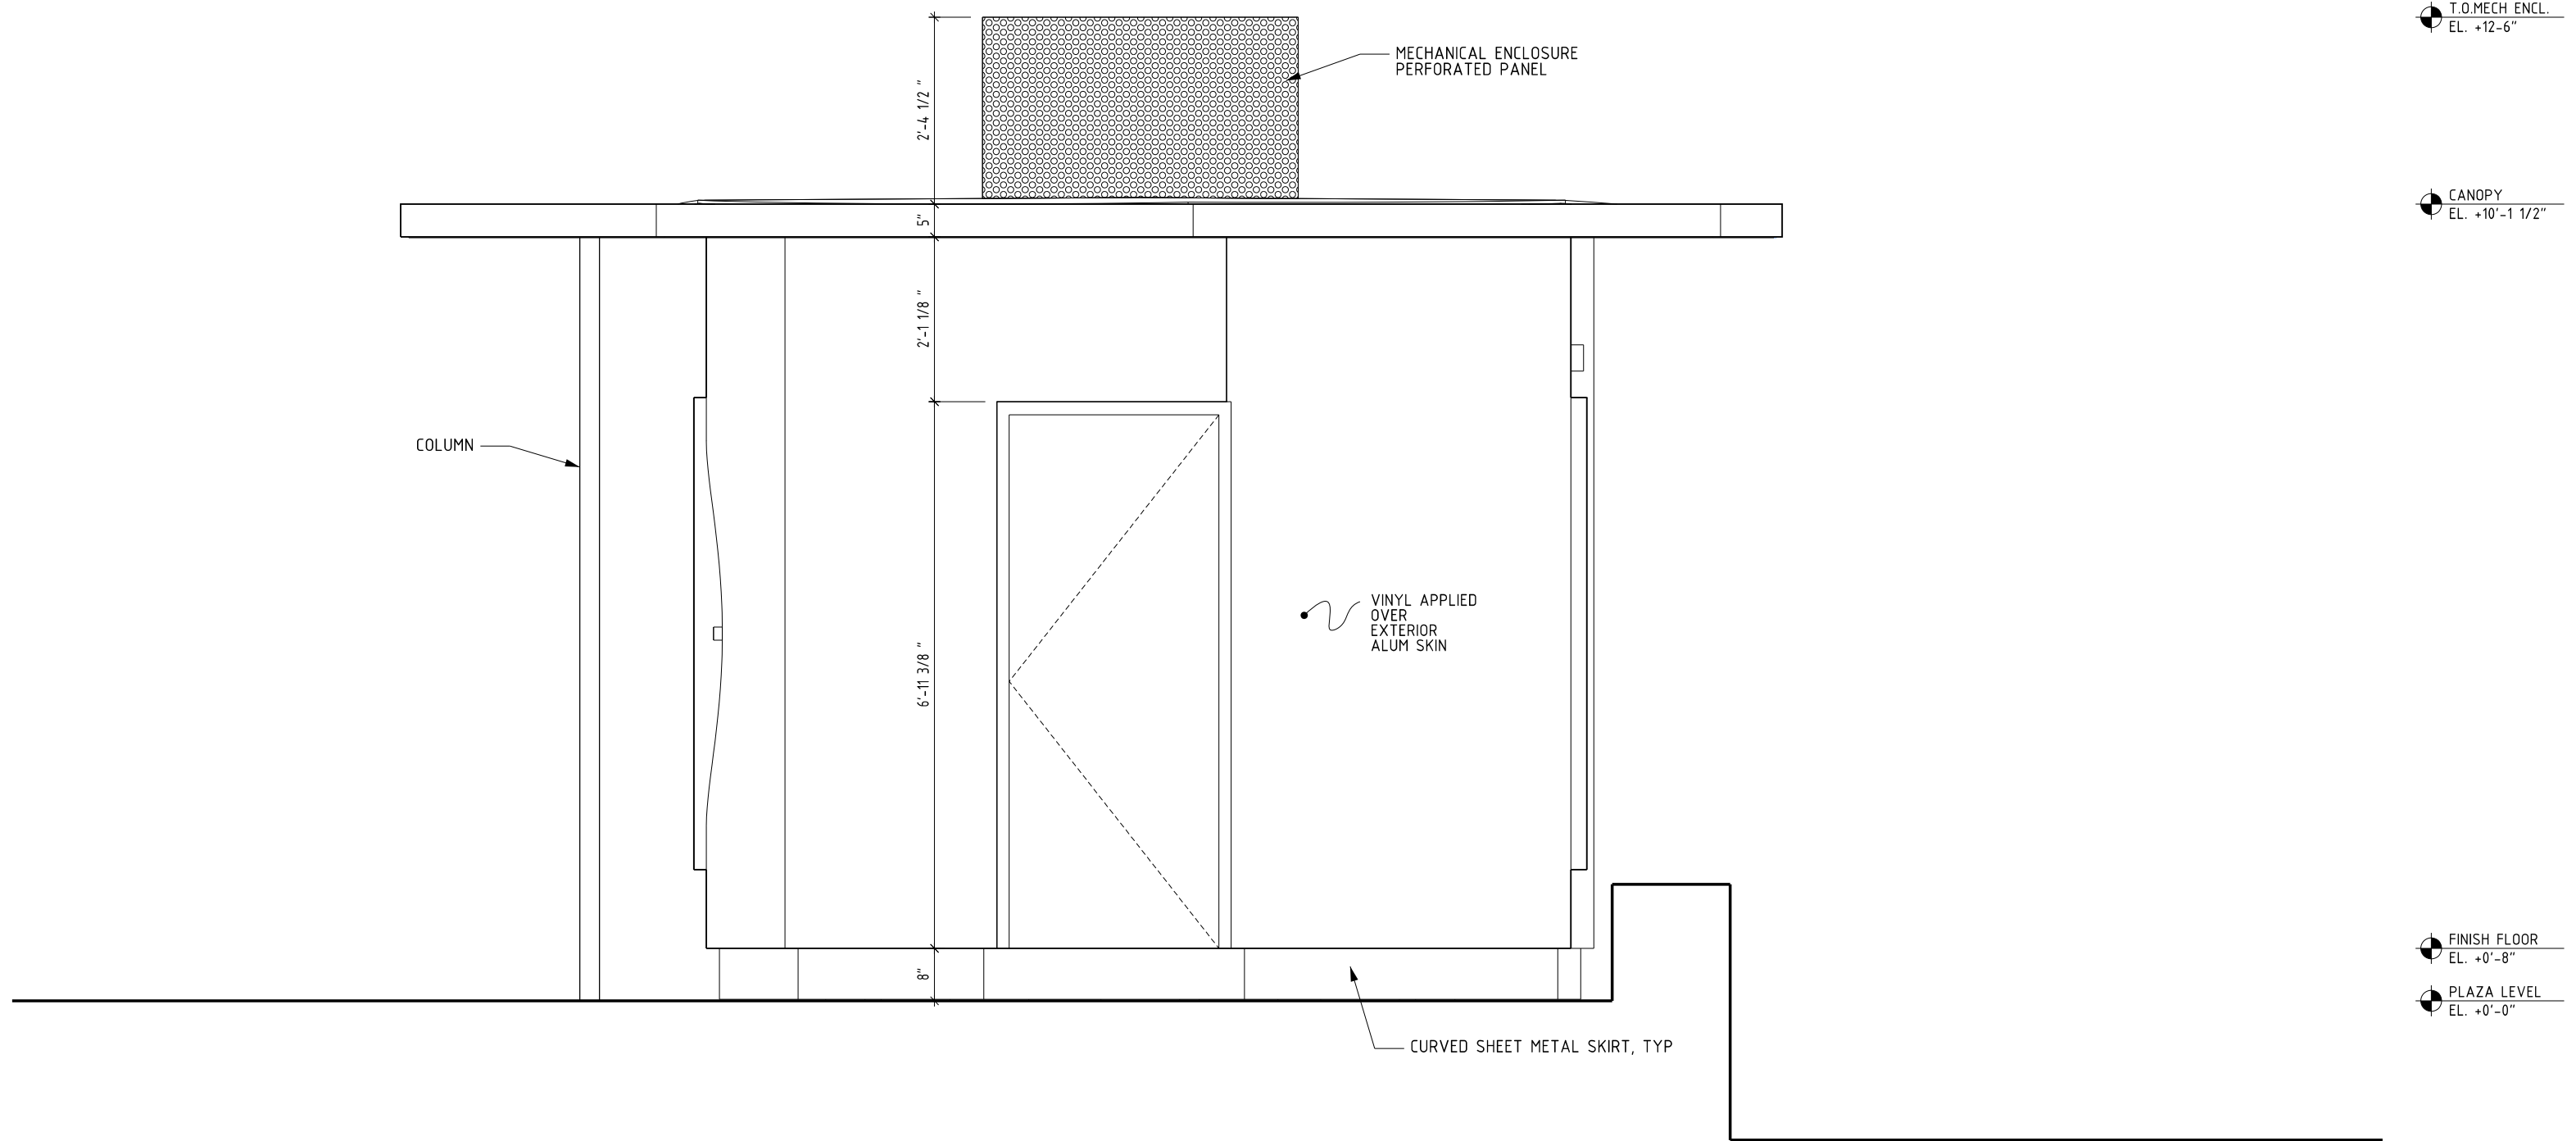 T.O.MECH ENCL.
EL. +12-6"
MECHANICAL ENCLOSURE
PERFORATED PANEL
2'-4 1/2 "
CANOPY
EL. +10'-1 1/2"
5"
2'-1 1/8 "
COLUMN
VINYL APPLIED
OVER
EXTERIOR
ALUM SKIN
6'-11 3/8 "
FINISH FLOOR
EL. +0'-8"
8"
PLAZA LEVEL
EL. +0'-0"
CURVED SHEET METAL SKIRT, TYP